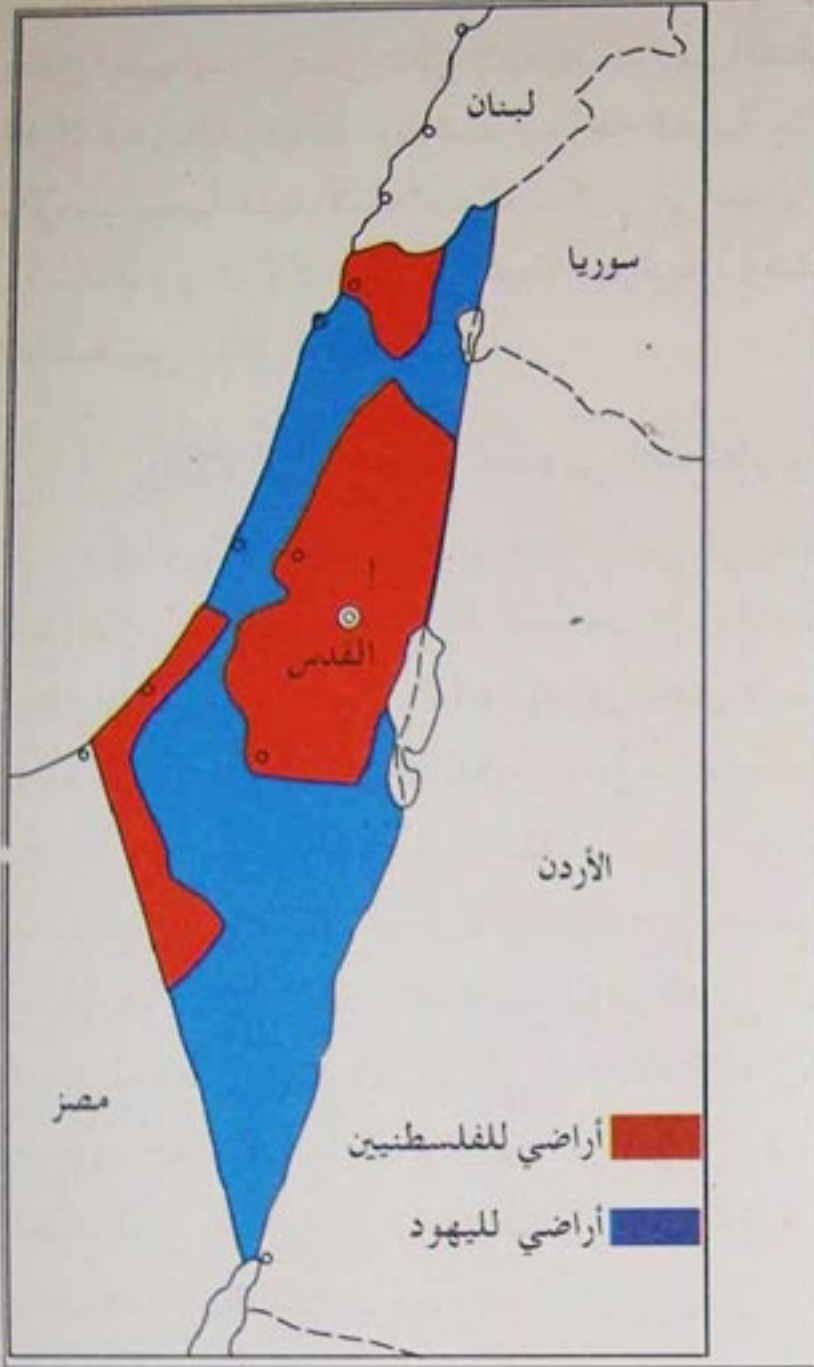 لبنان
سوريا
القدس
الأردن
مصر
أراضي للفلسطنيين
أراضي لليهود